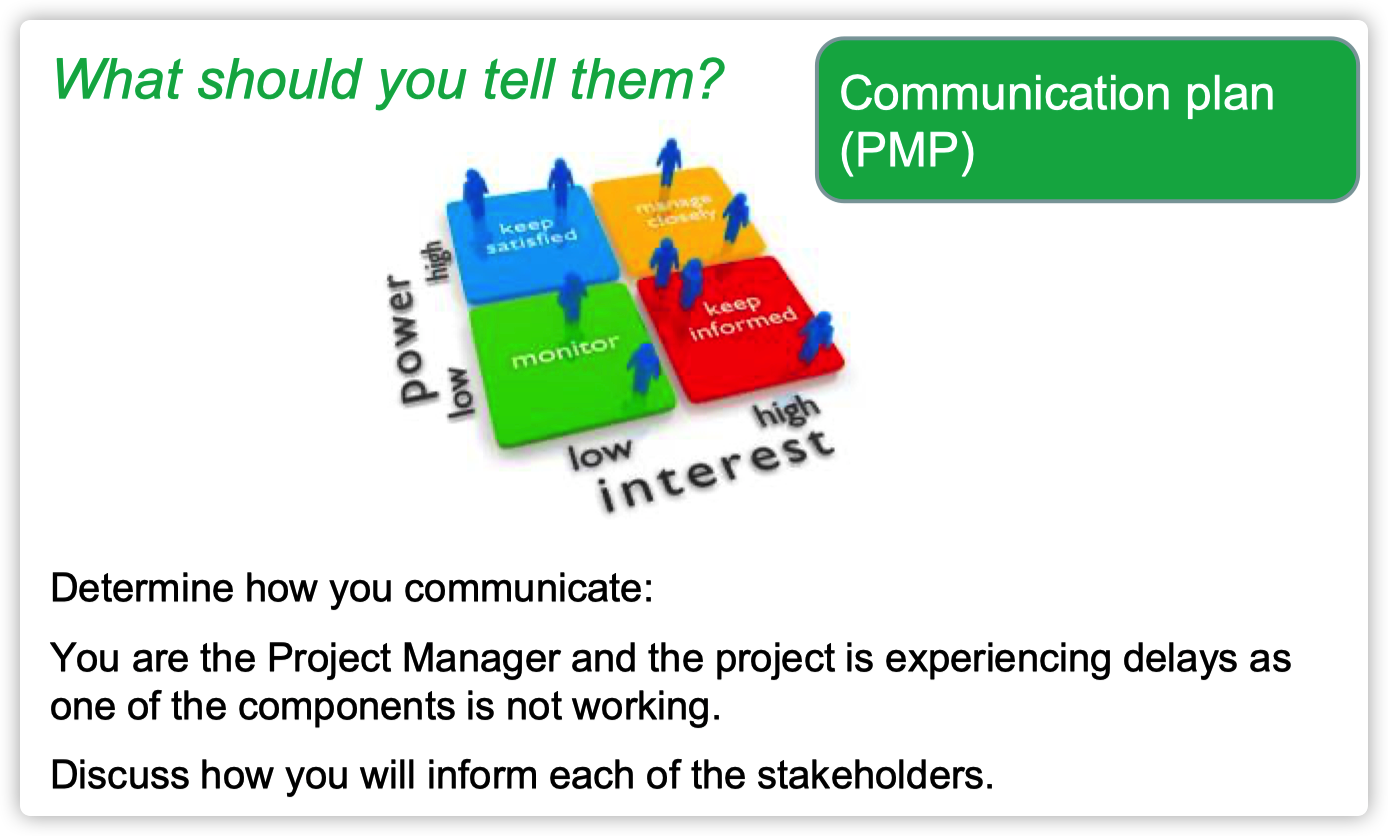 What should you tell them?
Communication plan
(PMP)
keep
satisfied
manage
closely
monitor
keep
informed
power
high
low
low
high
interest
Determine how you communicate:
You are the Project Manager and the project is experiencing delays as
one of the components is not working.
Discuss how you will inform each of the stakeholders.